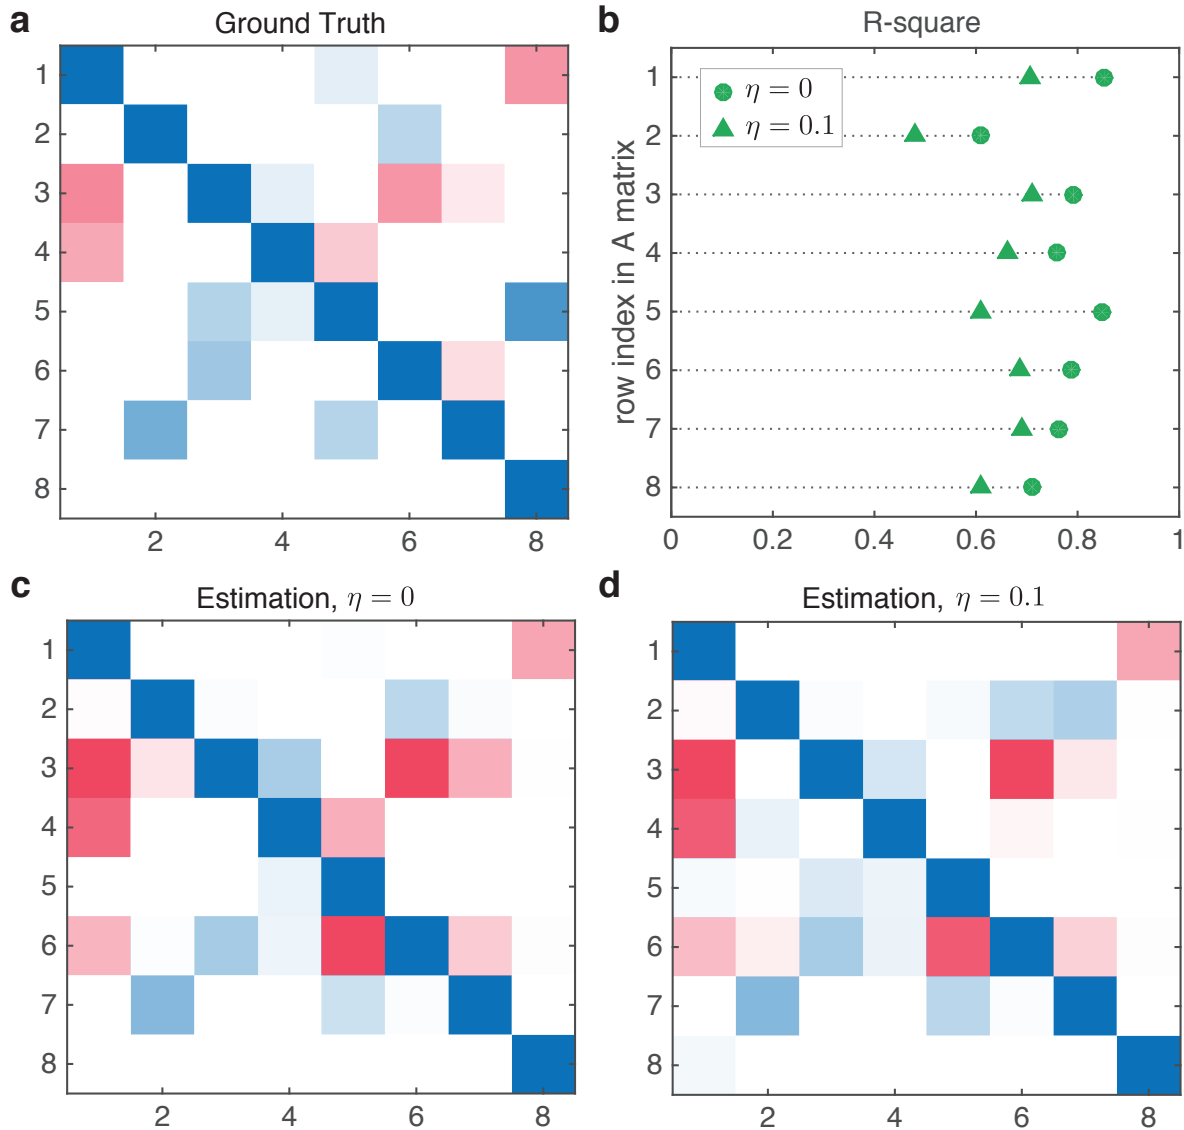 a
Ground Truth
1
2
3
4
5
6
7
8
2 4 6 8
b
R-square
η = 0
η = 0.1
row index in A matrix
1
2
3
4
5
6
7
8
0 0.2 0.4 0.6 0.8 1
c
Estimation, η = 0
1
2
3
4
5
6
7
8
2 4 6 8
d
Estimation, η = 0.1
1
2
3
4
5
6
7
8
2 4 6 8